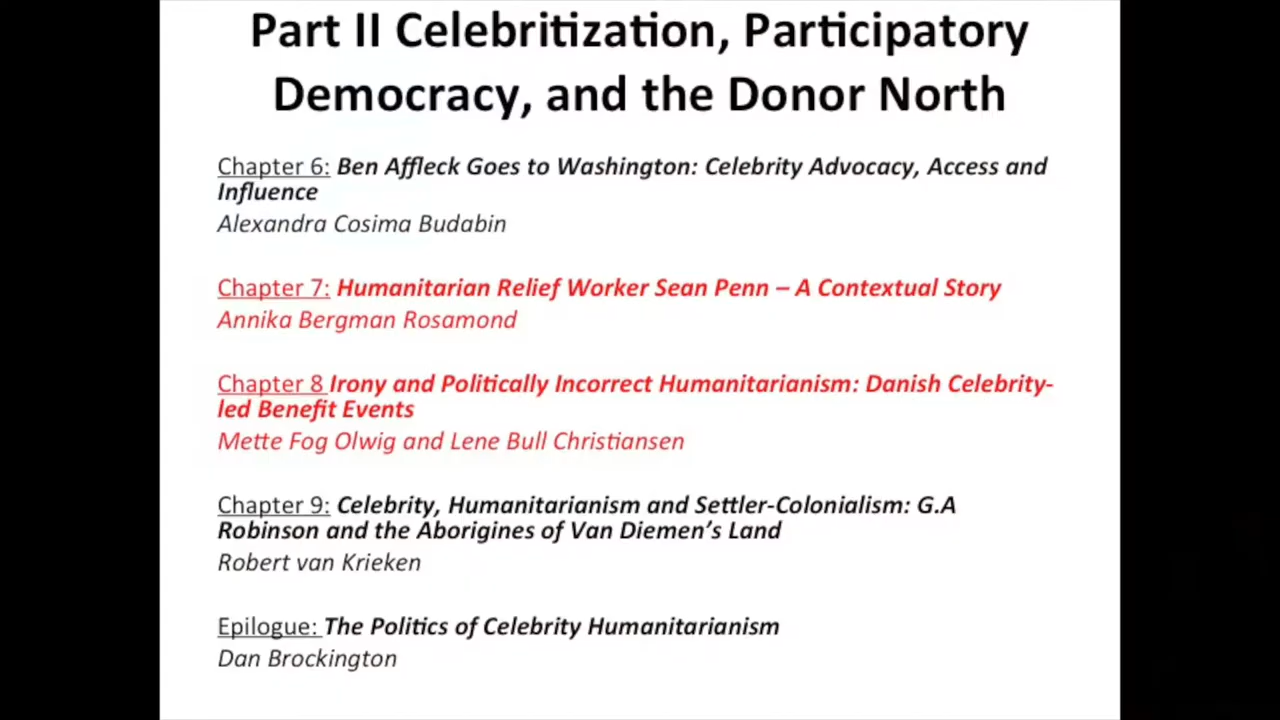 Part II Celebritization, Participatory
Democracy, and the Donor North
Chapter 6: Ben Affleck Goes to Washington: Celebrity Advocacy, Access and
Influence
Alexandra Cosima Budabin
Chapter 7: Humanitarian Relief Worker Sean Penn – A Contextual Story
Annika Bergman Rosamond
Chapter 8 Irony and Politically Incorrect Humanitarianism: Danish Celebrity-
led Benefit Events
Mette Fog Olwig and Lene Bull Christiansen
Chapter 9: Celebrity, Humanitarianism and Settler-Colonialism: G.A
Robinson and the Aborigines of Van Diemen’s Land
Robert van Krieken
Epilogue: The Politics of Celebrity Humanitarianism
Dan Brockington